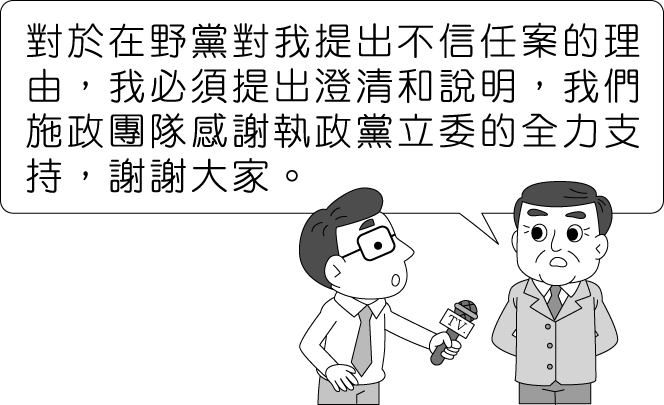 對於在野黨對我提出不信任案的理
由，我必須提出澄清和說明，我們
施政團隊感謝執政黨立委的全力支
持，謝謝大家。
TV.